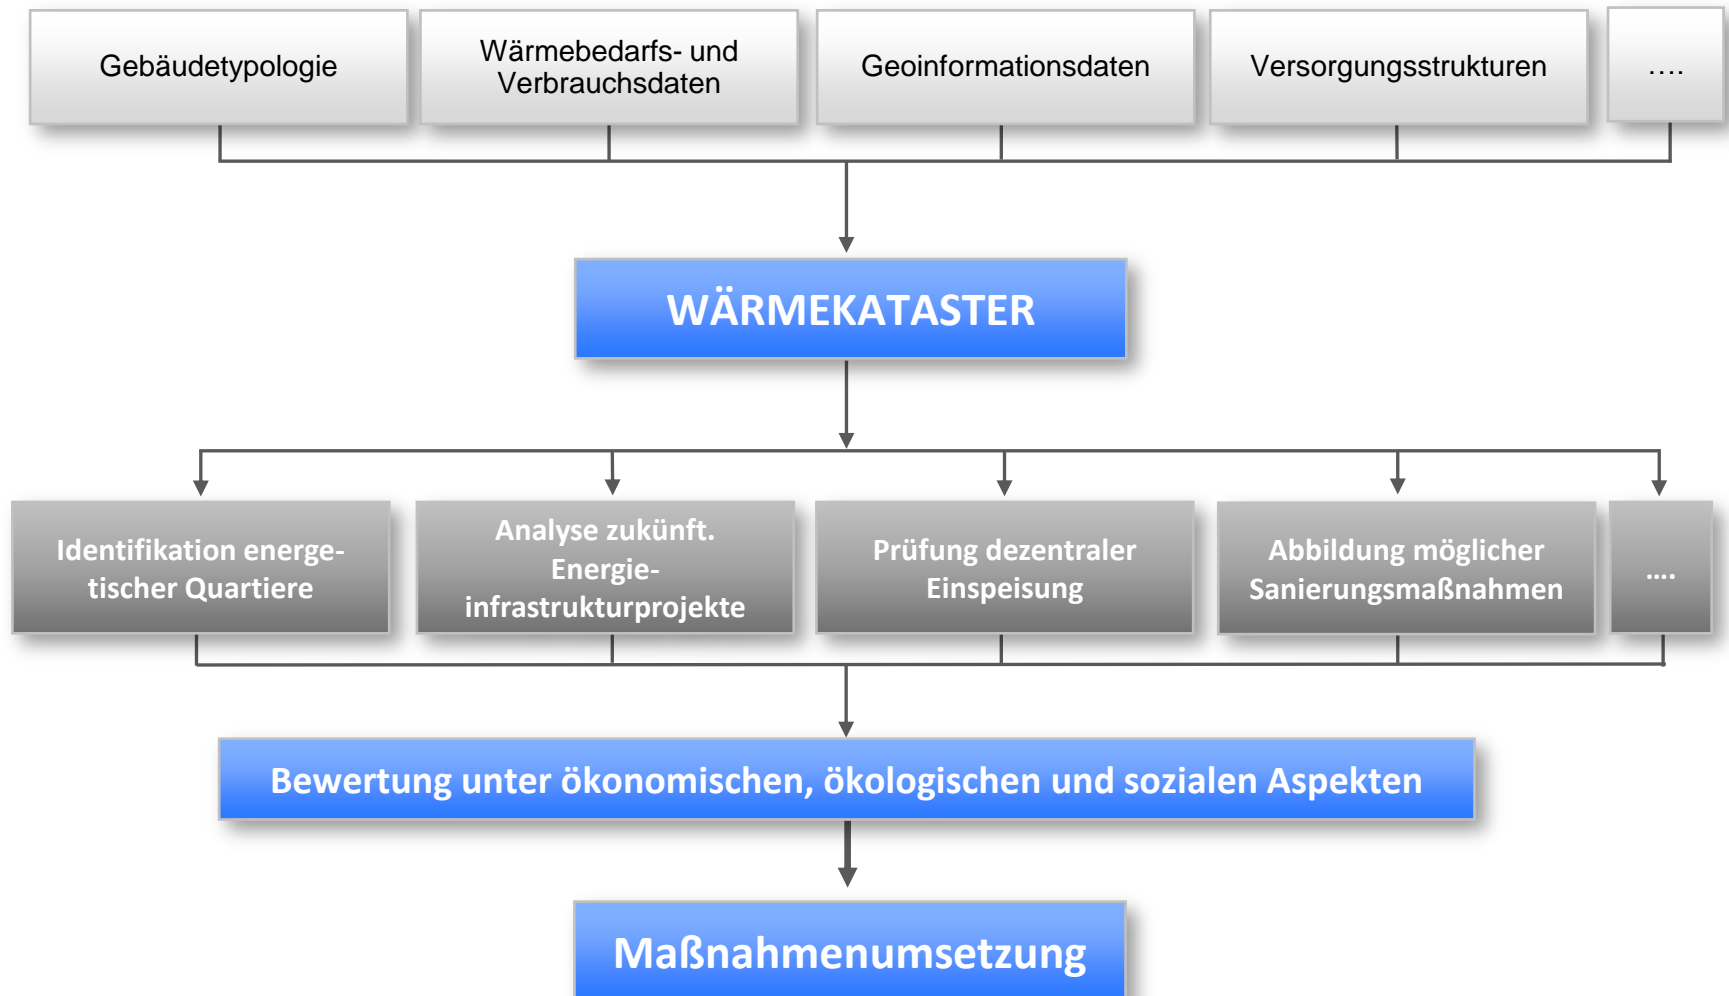 Gebäudetypologie
Wärmebedarfs- und
Verbrauchsdaten
Geoinformationsdaten
Versorgungsstrukturen
....
WÄRMEKATASTER
Identifikation energe-
tischer Quartiere
Analyse zukünft.
Energie-
infrastrukturprojekte
Prüfung dezentraler
Einspeisung
Abbildung möglicher
Sanierungsmaßnahmen
....
Bewertung unter ökonomischen, ökologischen und sozialen Aspekten
Maßnahmenumsetzung